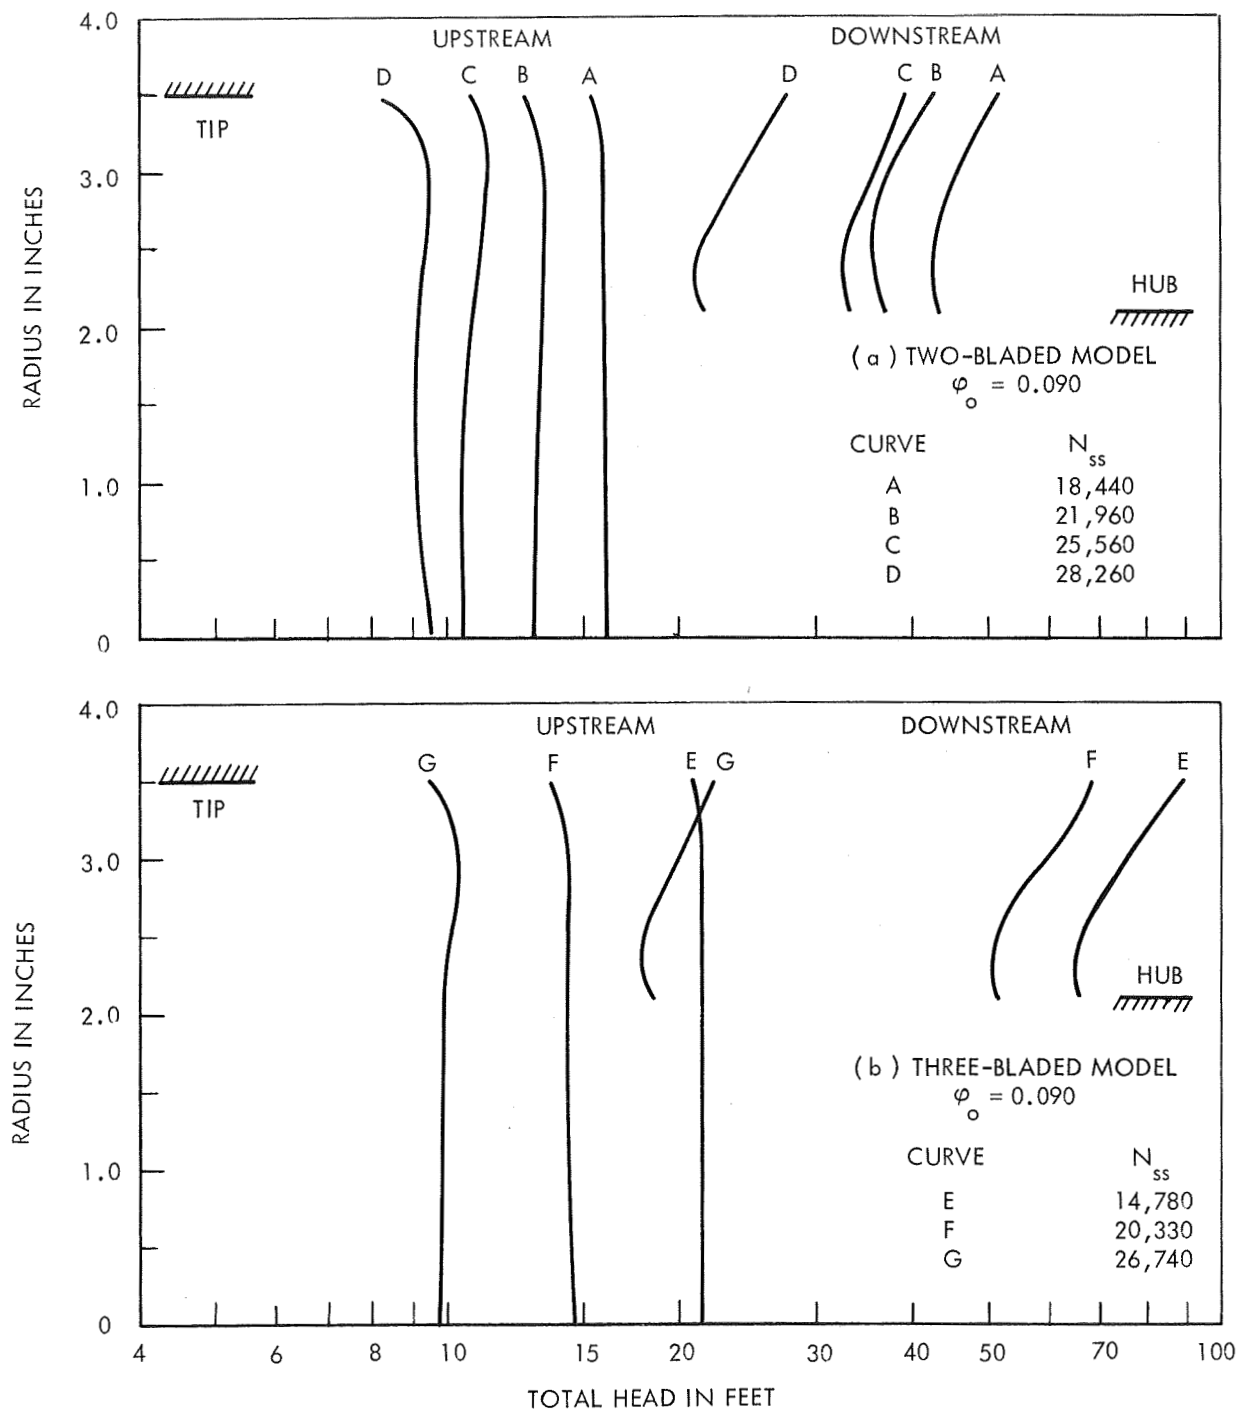 4.0
UPSTREAM DOWNSTREAM
D C B A D C B A
TIP
3.0
RADIUS IN INCHES
HUB
2.0
(a) TWO-BLADED MODEL
φo = 0.090
CURVE Nss
1.0
A 18,440
B 21,960
C 25,560
D 28,260
0
4.0
UPSTREAM DOWNSTREAM
G F E G F E
TIP
3.0
RADIUS IN INCHES
HUB
2.0
(b) THREE-BLADED MODEL
φo = 0.090
CURVE Nss
1.0
E 14,780
F 20,330
G 26,740
0
4 6 8 10 15 20 30 40 50 70 100
TOTAL HEAD IN FEET